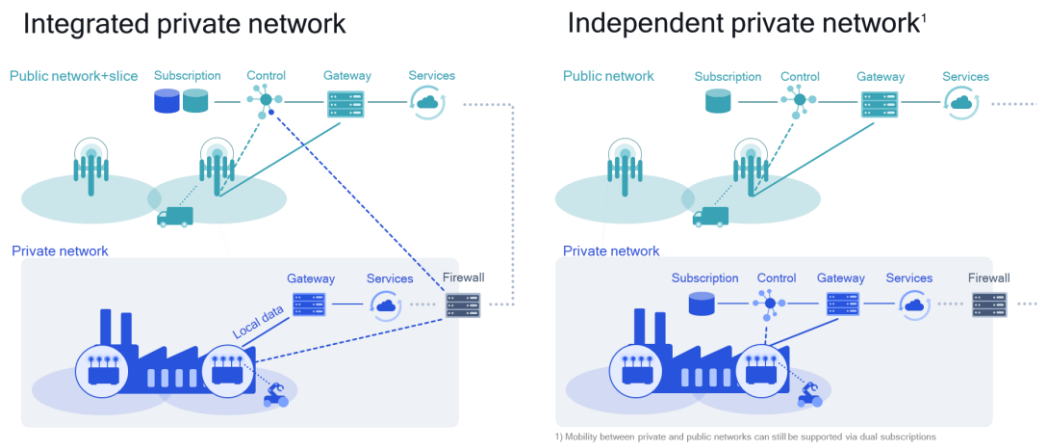 Integrated private network
Public network+slice
Subscription
Control
Gateway
Services
Private network
Gateway
Services
Firewall
Local data
Independent private network¹
Public network
Subscription
Control
Gateway
Services
Private network
Subscription
Control
Gateway
Services
Firewall
1) Mobility between private and public networks can still be supported via dual subscriptions